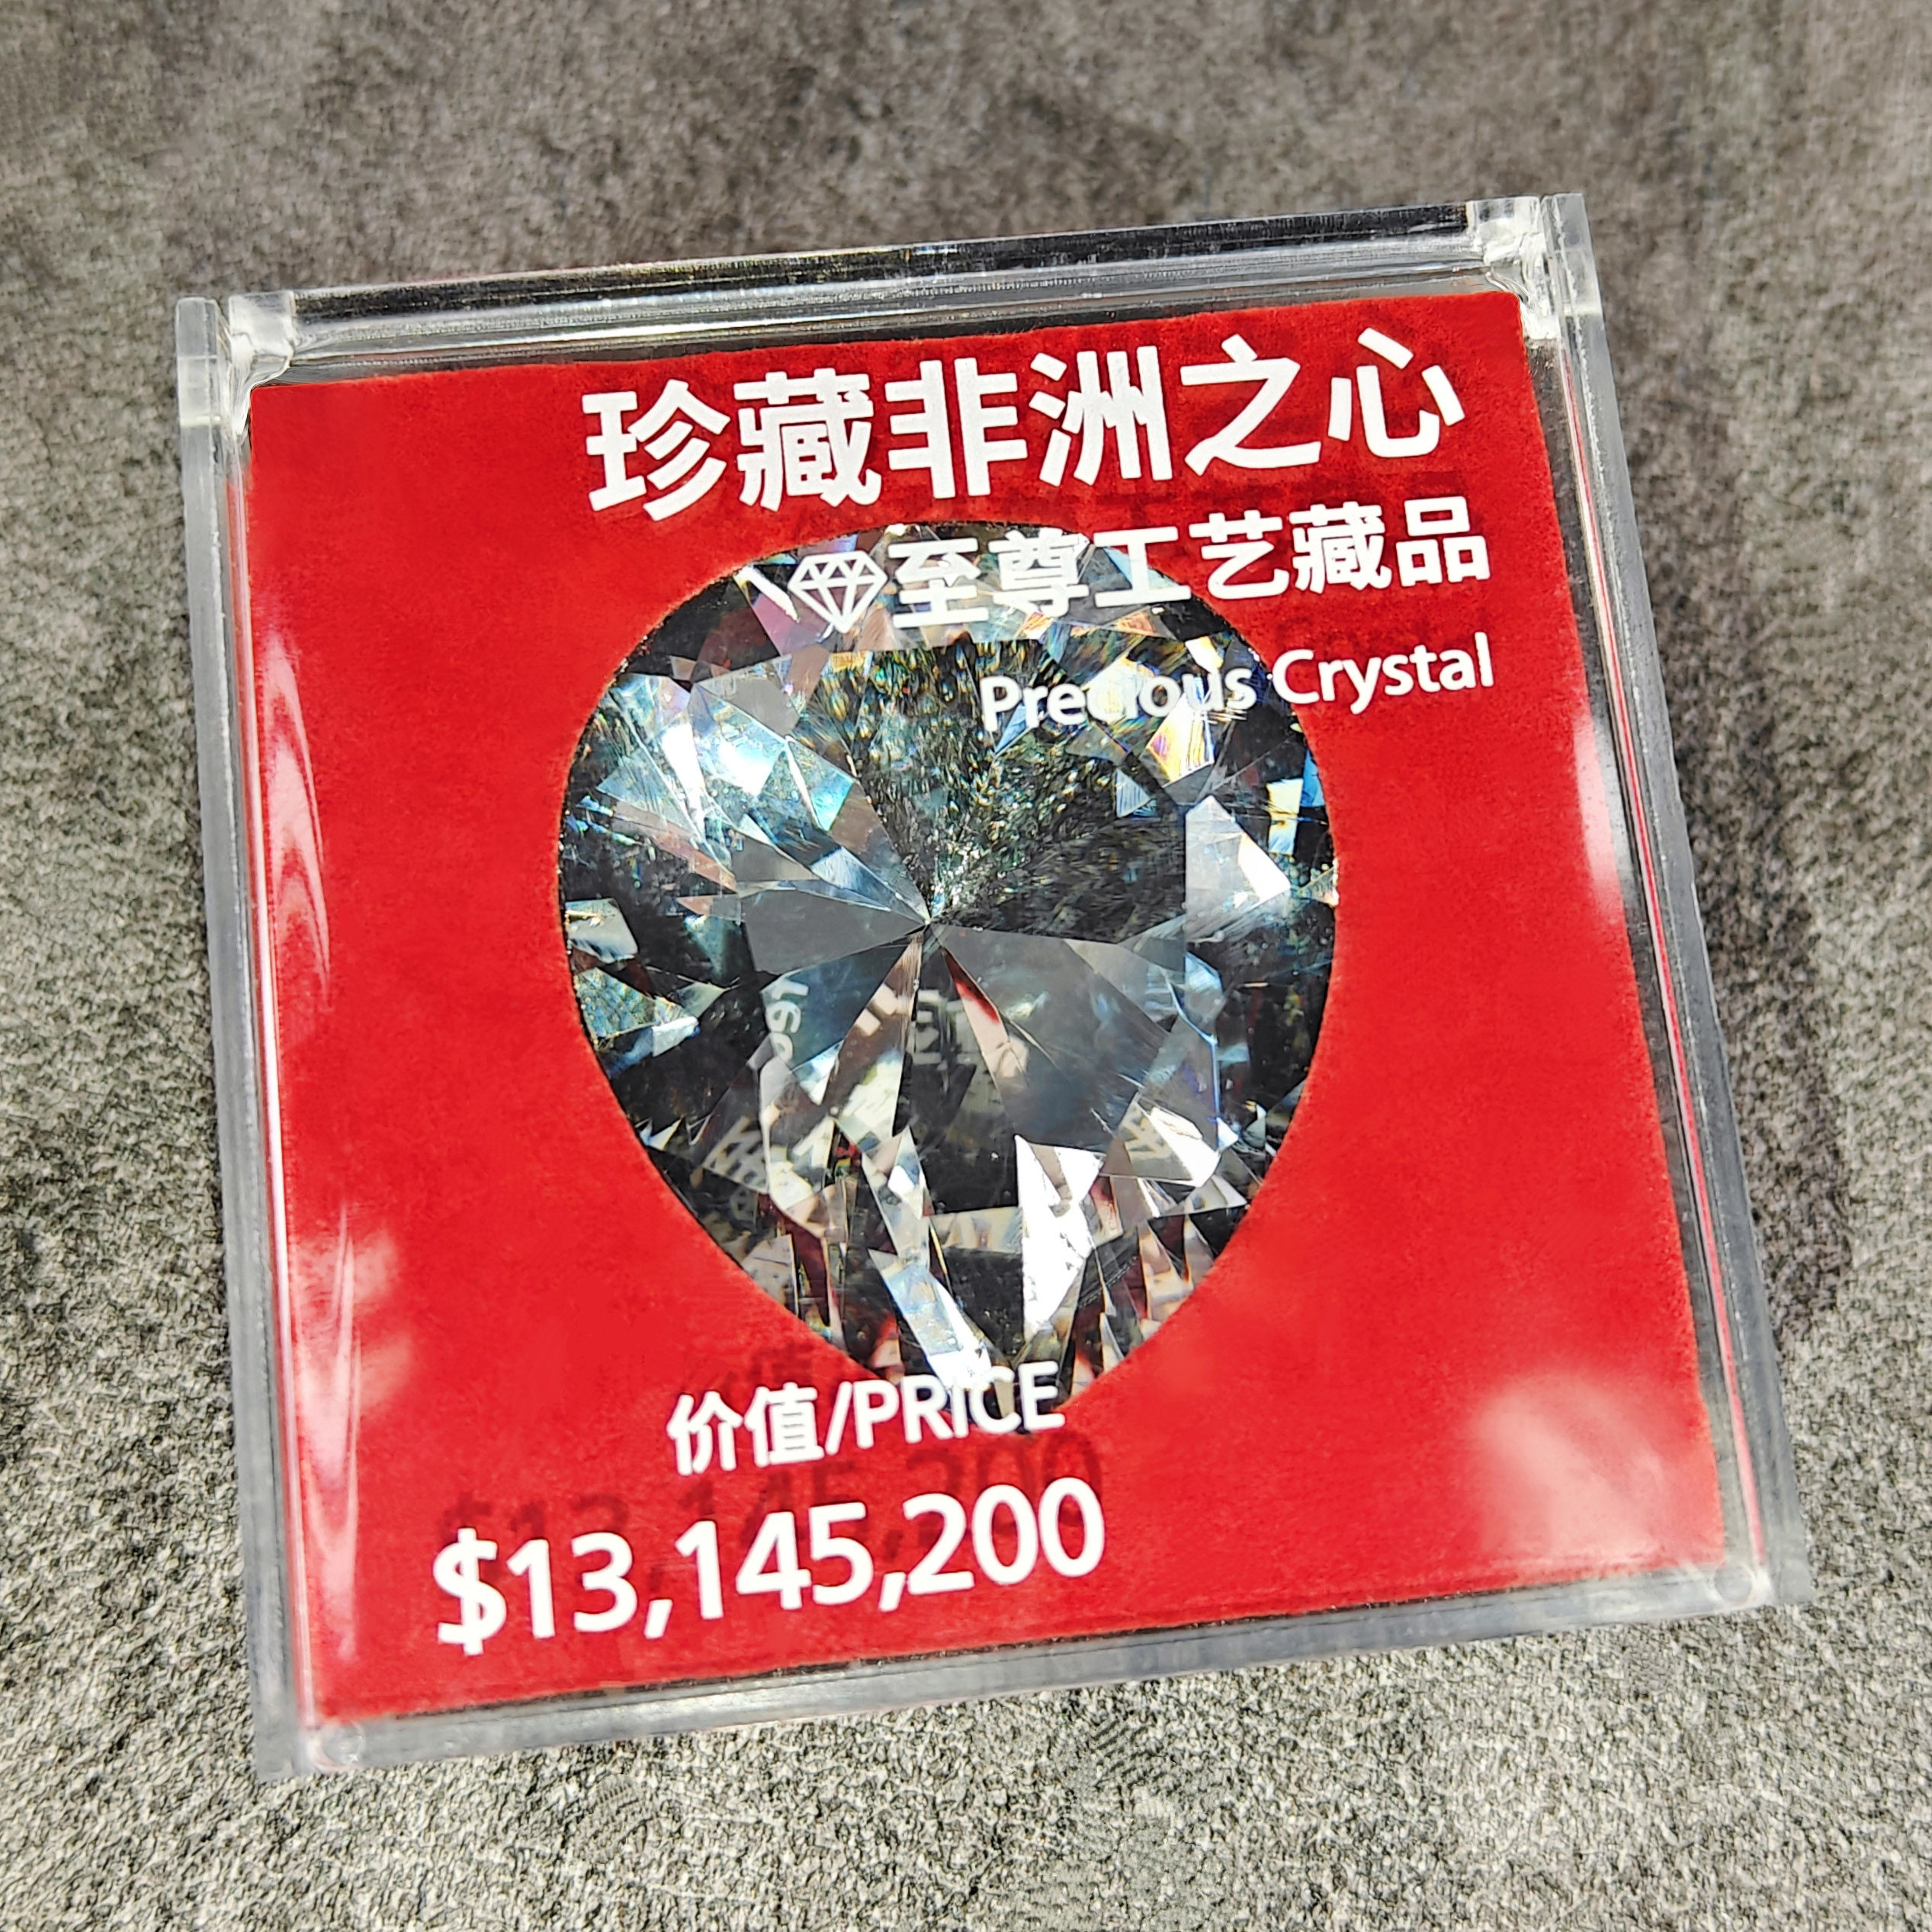 珍藏非洲之心
至尊工艺藏品
Precious Crystal
价值/PRICE
$13,145,200